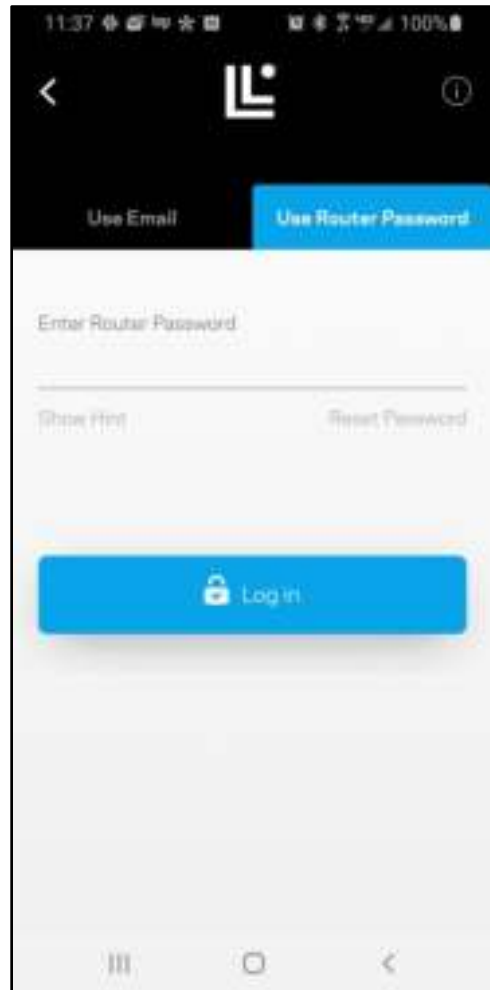 11:37 100%
Use Email Use Router Password
Enter Router Password
Show Hint Reset Password
Log in